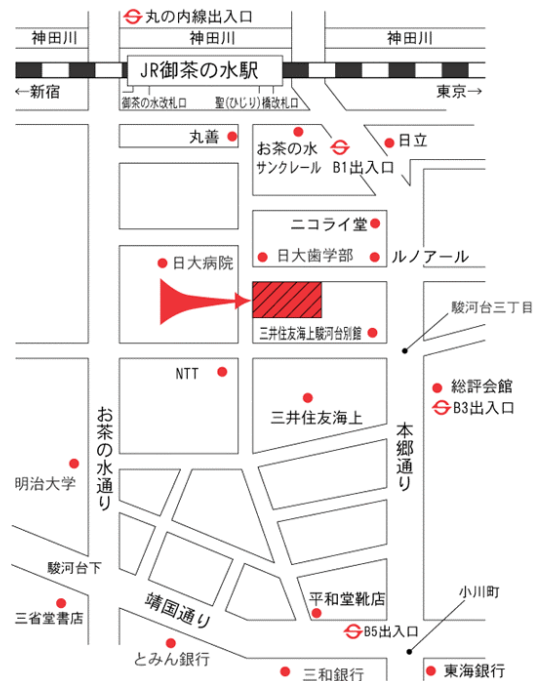 丸の内線出入口
神田川
神田川
神田川
JR御茶の水駅
←新宿
御茶の水改札口
聖(ひじり)橋改札口
東京→
丸善
お茶の水
サンクレール
B1出入口
日立
ニコライ堂
日大病院
日大歯学部
ルノアール
駿河台三丁目
三井住友海上駿河台別館
NTT
総評会館
B3出入口
お茶の水通り
三井住友海上
本郷通り
明治大学
駿河台下
小川町
三省堂書店
靖国通り
平和堂靴店
B5出入口
とみん銀行
三和銀行
東海銀行